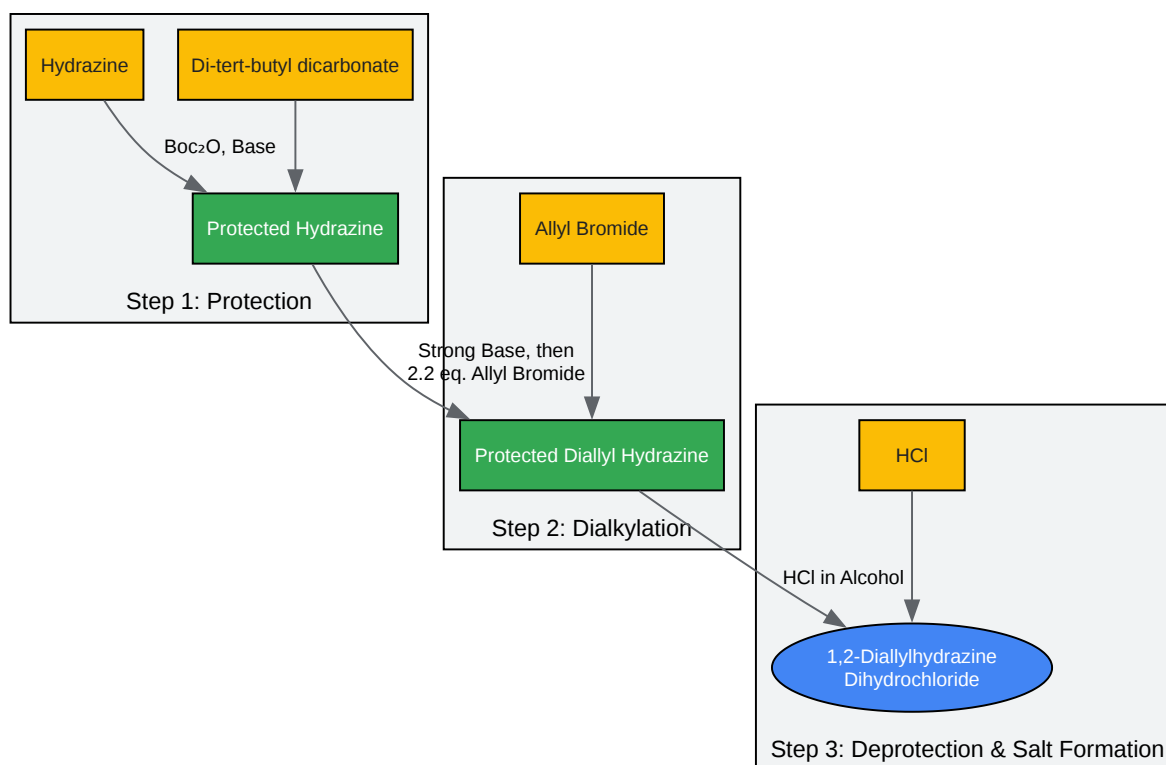 Hydrazine
Di-tert-butyl dicarbonate
Boc₂O, Base
Protected Hydrazine
Step 1: Protection
Allyl Bromide
Strong Base, then
2.2 eq. Allyl Bromide
Protected Diallyl Hydrazine
Step 2: Dialkylation
HCl
HCl in Alcohol
1,2-Diallylhydrazine
Dihydrochloride
Step 3: Deprotection & Salt Formation